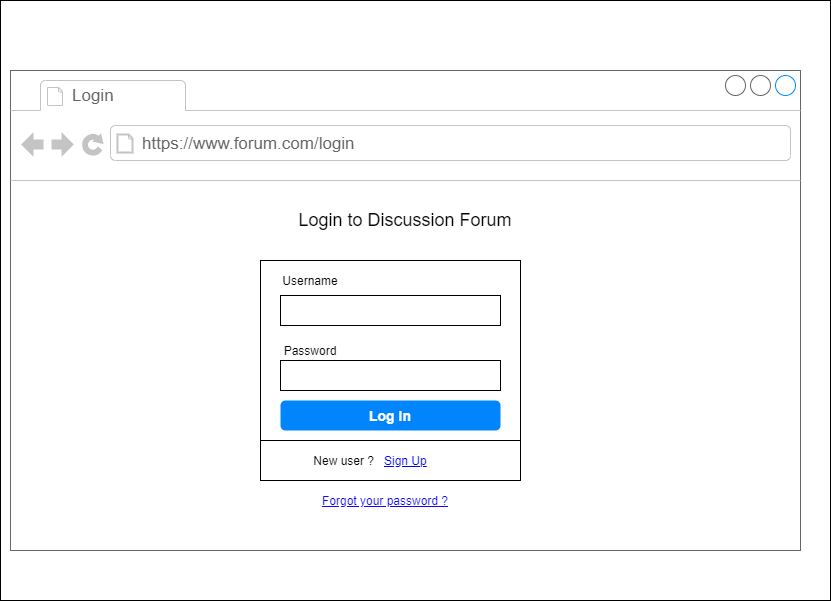 Login
https://www.forum.com/login
Login to Discussion Forum
Username
Password
Log In
New user ? Sign Up
Forgot your password ?